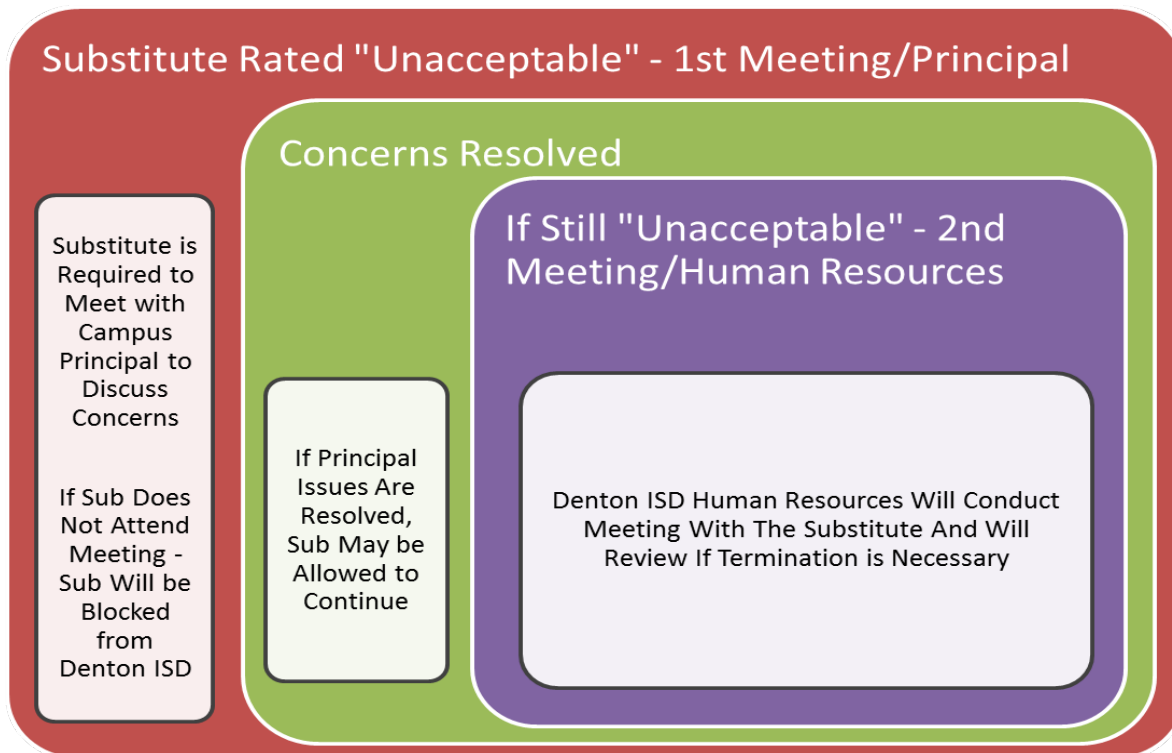 Substitute Rated "Unacceptable" - 1st Meeting/Principal
Concerns Resolved
If Still "Unacceptable" - 2nd
Meeting/Human Resources
Substitute is
Required to
Meet with
Campus
Principal to
Discuss
Concerns
If Sub Does
Not Attend
Meeting -
Sub Will be
Blocked
from
Denton ISD
If Principal
Issues Are
Resolved,
Sub May be
Allowed to
Continue
Denton ISD Human Resources Will Conduct
Meeting With The Substitute And Will
Review If Termination is Necessary